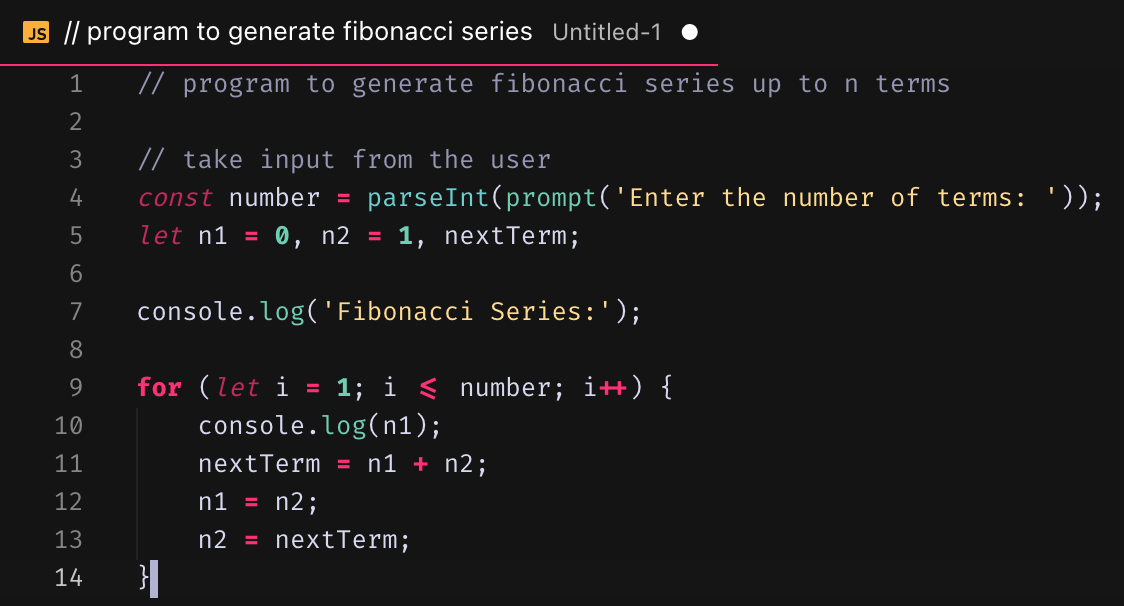 JS // program to generate fibonacci series Untitled-1
1 // program to generate fibonacci series up to n terms
2
3 // take input from the user
4 const number = parseInt(prompt('Enter the number of terms: '));
5 let n1 = 0, n2 = 1, nextTerm;
6
7 console.log('Fibonacci Series:');
8
9 for (let i = 1; i <= number; i++) {
10     console.log(n1);
11     nextTerm = n1 + n2;
12     n1 = n2;
13     n2 = nextTerm;
14 }